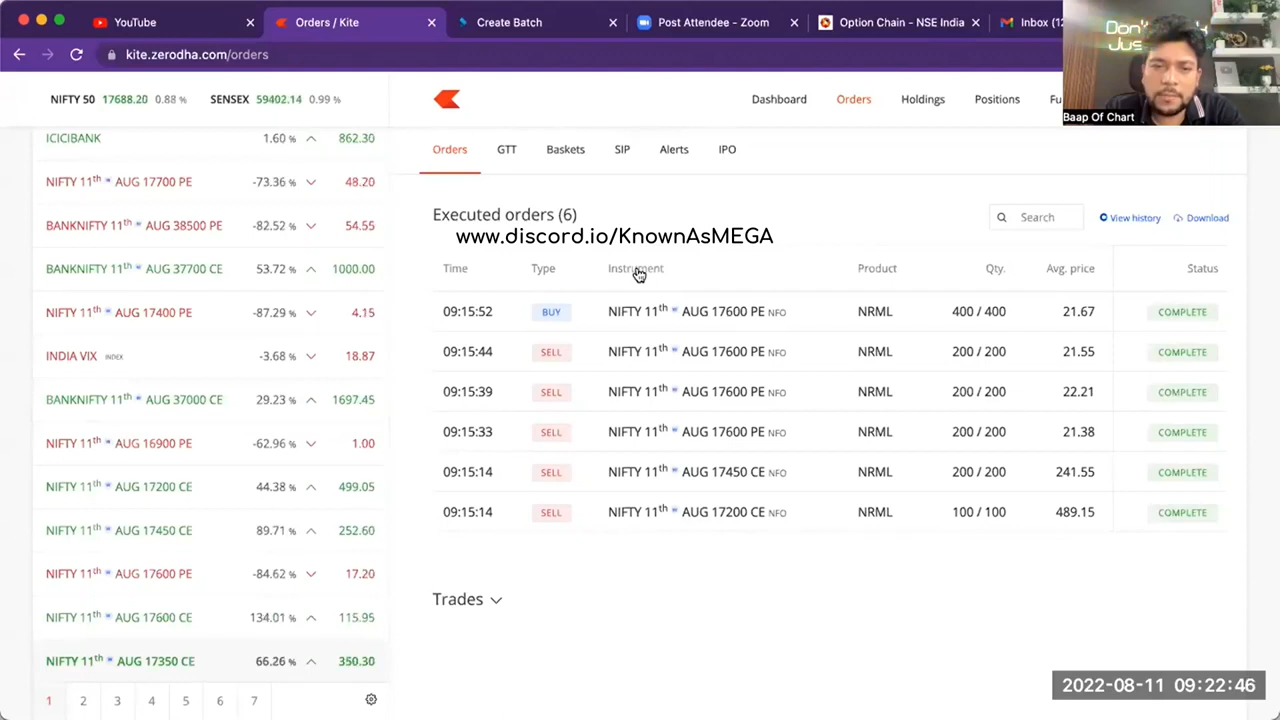 YouTube
Orders / Kite
Create Batch
Post Attendee - Zoom
Option Chain - NSE India
Inbox (12
kite.zerodha.com/orders
Baap Of Chart
NIFTY 50 17688.20 0.88 % SENSEX 59402.14 0.99 %
Dashboard Orders Holdings Positions Fu
ICICIBANK 1.60 % 862.30
NIFTY 11th W AUG 17700 PE -73.36 % 48.20
BANKNIFTY 11th W AUG 38500 PE -82.52 % 54.55
BANKNIFTY 11th W AUG 37700 CE 53.72 % 1000.00
NIFTY 11th W AUG 17400 PE -87.29 % 4.15
INDIA VIX INDEX -3.68 % 18.87
BANKNIFTY 11th W AUG 37000 CE 29.23 % 1697.45
NIFTY 11th W AUG 16900 PE -62.96 % 1.00
NIFTY 11th W AUG 17200 CE 44.38 % 499.05
NIFTY 11th W AUG 17450 CE 89.71 % 252.60
NIFTY 11th W AUG 17600 PE -84.62 % 17.20
NIFTY 11th W AUG 17600 CE 134.01 % 115.95
NIFTY 11th W AUG 17350 CE 66.26 % 350.30
1 2 3 4 5 6 7
Orders GTT Baskets SIP Alerts IPO
Executed orders (6)
Search View history Download
www.discord.io/KnownAsMEGA
Time Type Instrument Product Qty. Avg. price Status
09:15:52 BUY NIFTY 11th W AUG 17600 PE NFO NRML 400 / 400 21.67 COMPLETE
09:15:44 SELL NIFTY 11th W AUG 17600 PE NFO NRML 200 / 200 21.55 COMPLETE
09:15:39 SELL NIFTY 11th W AUG 17600 PE NFO NRML 200 / 200 22.21 COMPLETE
09:15:33 SELL NIFTY 11th W AUG 17600 PE NFO NRML 200 / 200 21.38 COMPLETE
09:15:14 SELL NIFTY 11th W AUG 17450 CE NFO NRML 200 / 200 241.55 COMPLETE
09:15:14 SELL NIFTY 11th W AUG 17200 CE NFO NRML 100 / 100 489.15 COMPLETE
Trades
2022-08-11 09:22:46